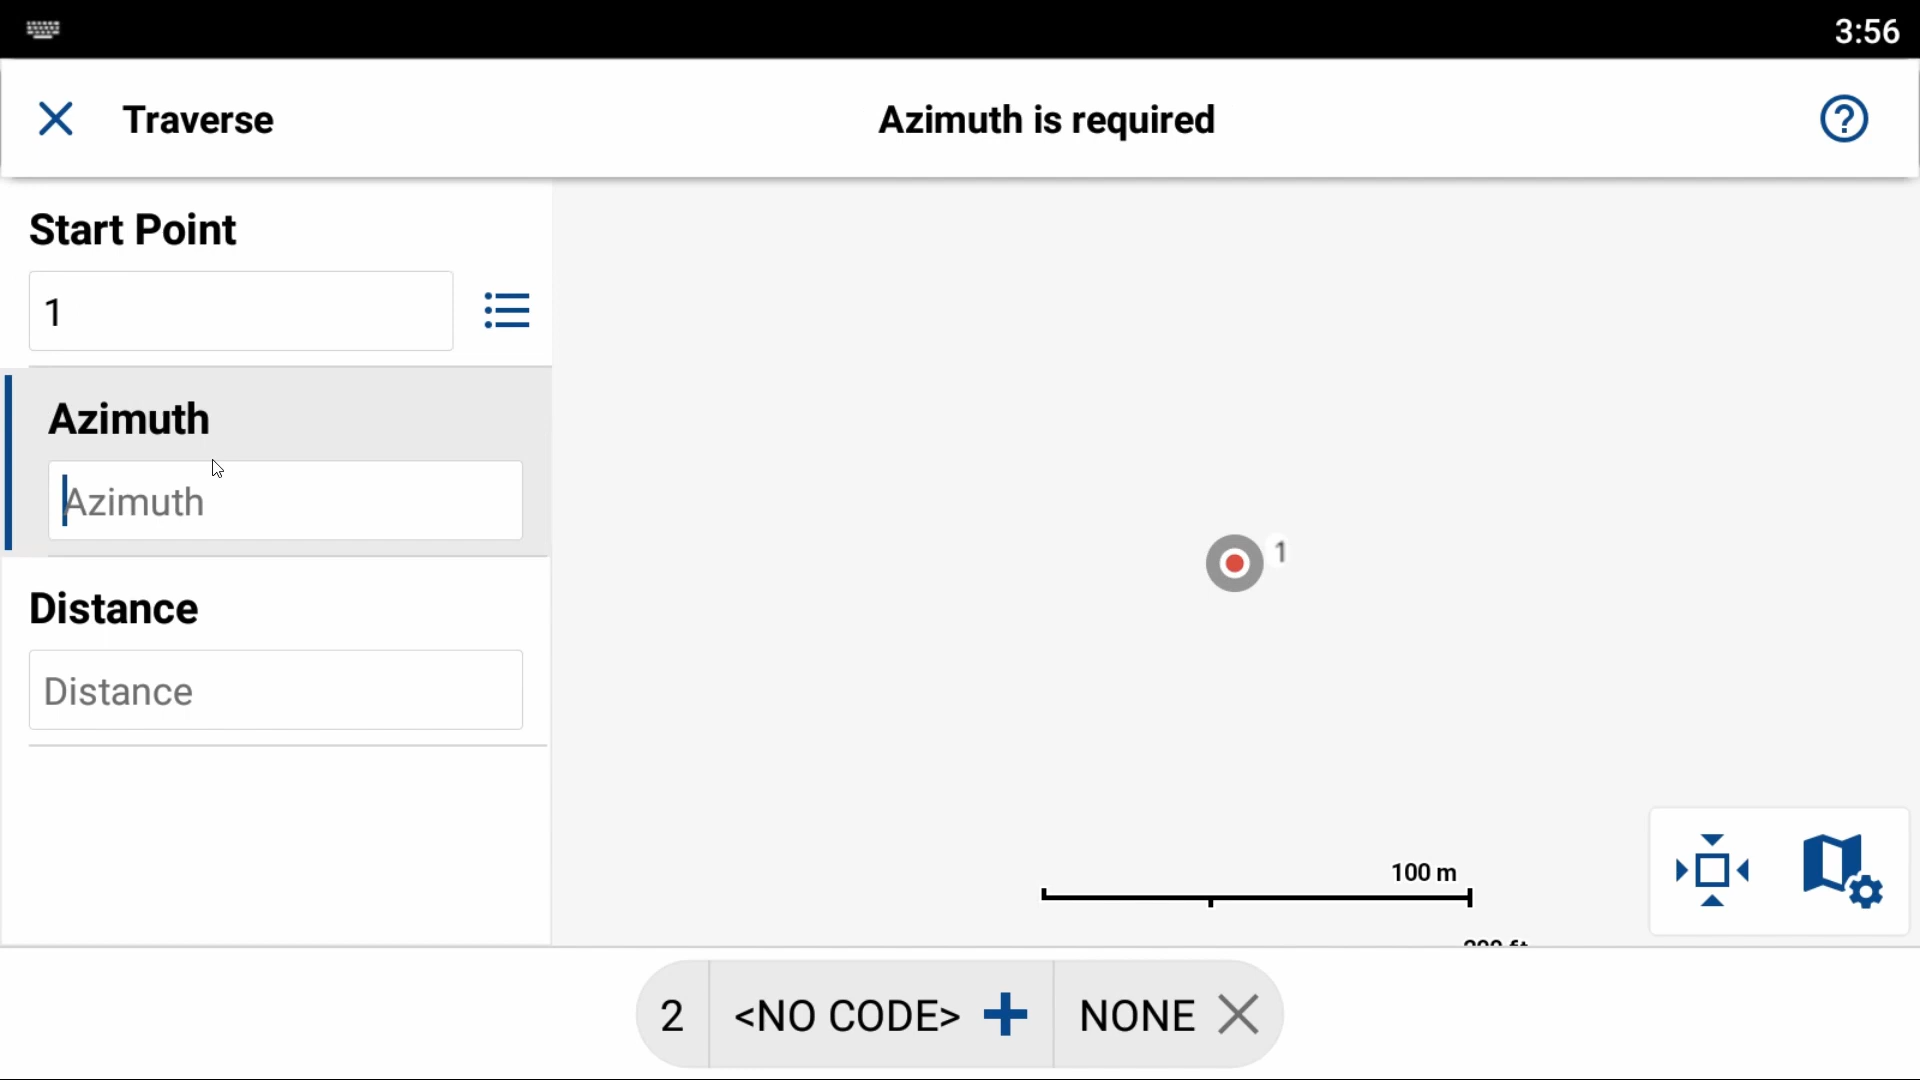 3:56
Traverse
Azimuth is required
Start Point
1
Azimuth
Azimuth
Distance
Distance
1
100 m
2
<NO CODE>
NONE